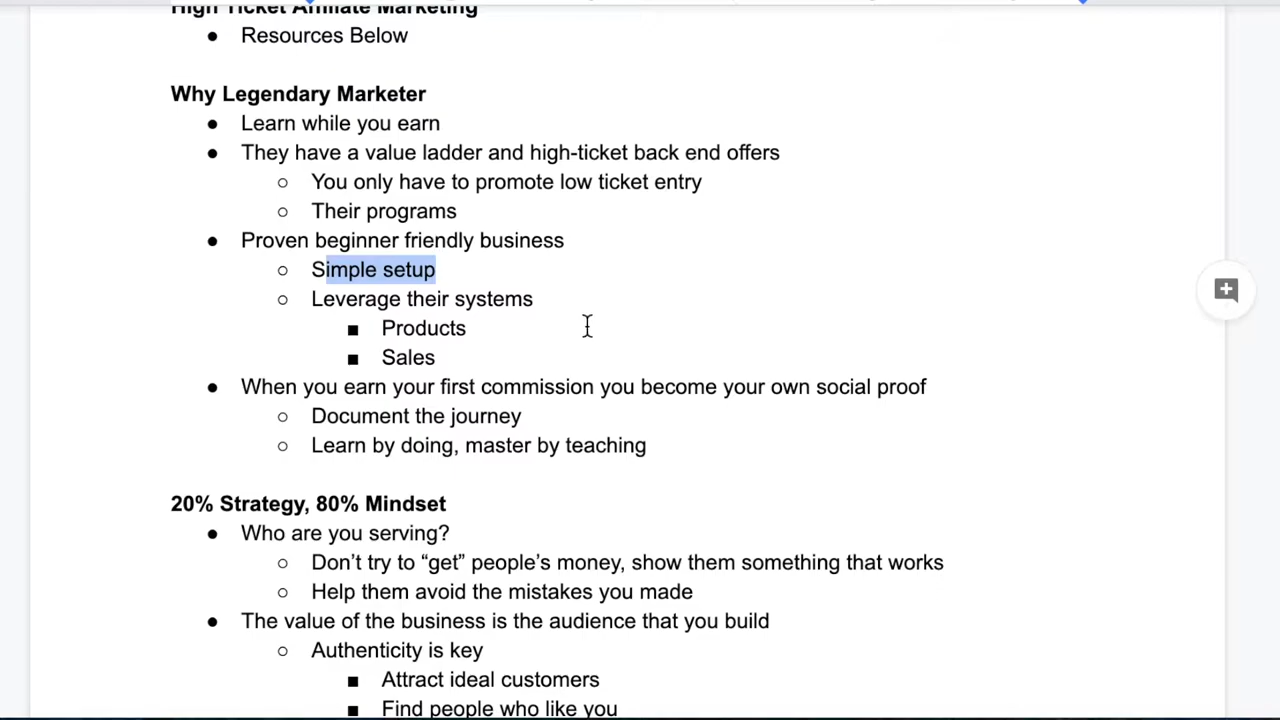 High Ticket Affiliate Marketing
● Resources Below
Why Legendary Marketer
● Learn while you earn
● They have a value ladder and high-ticket back end offers
○ You only have to promote low ticket entry
○ Their programs
● Proven beginner friendly business
○ Simple setup
○ Leverage their systems
■ Products
■ Sales
● When you earn your first commission you become your own social proof
○ Document the journey
○ Learn by doing, master by teaching
20% Strategy, 80% Mindset
● Who are you serving?
○ Don’t try to “get” people’s money, show them something that works
○ Help them avoid the mistakes you made
● The value of the business is the audience that you build
○ Authenticity is key
■ Attract ideal customers
■ Find people who like you